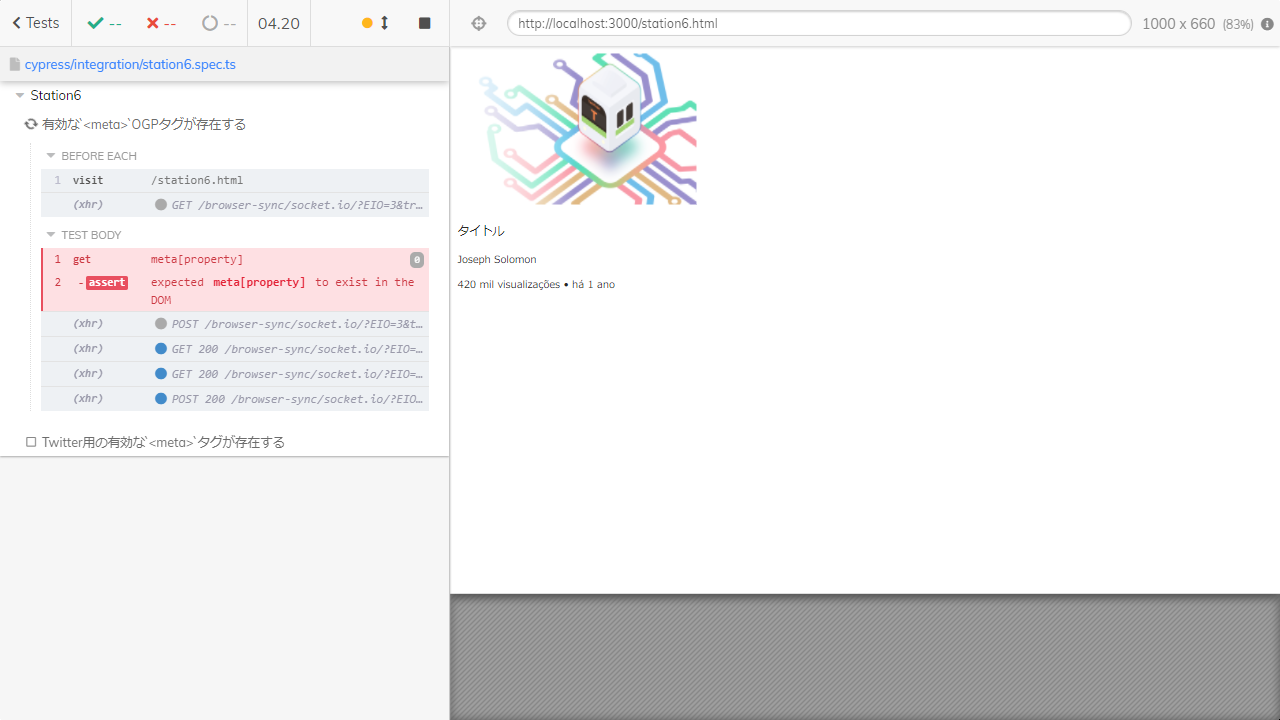 Tests
--
--
--
04.20
http://localhost:3000/station6.html
1000 x 660 (83%)
cypress/integration/station6.spec.ts
Station6
有効な`<meta>`OGPタグが存在する
BEFORE EACH
1 visit /station6.html
(xhr) GET /browser-sync/socket.io/?EIO=3&tr…
TEST BODY
1 get meta[property] 0
2 -assert expected meta[property] to exist in the
DOM
(xhr) POST /browser-sync/socket.io/?EIO=3&t…
(xhr) GET 200 /browser-sync/socket.io/?EIO=…
(xhr) GET 200 /browser-sync/socket.io/?EIO=…
(xhr) POST 200 /browser-sync/socket.io/?EIO…
Twitter用の有効な`<meta>`タグが存在する
T
タイトル
Joseph Solomon
420 mil visualizações • há 1 ano